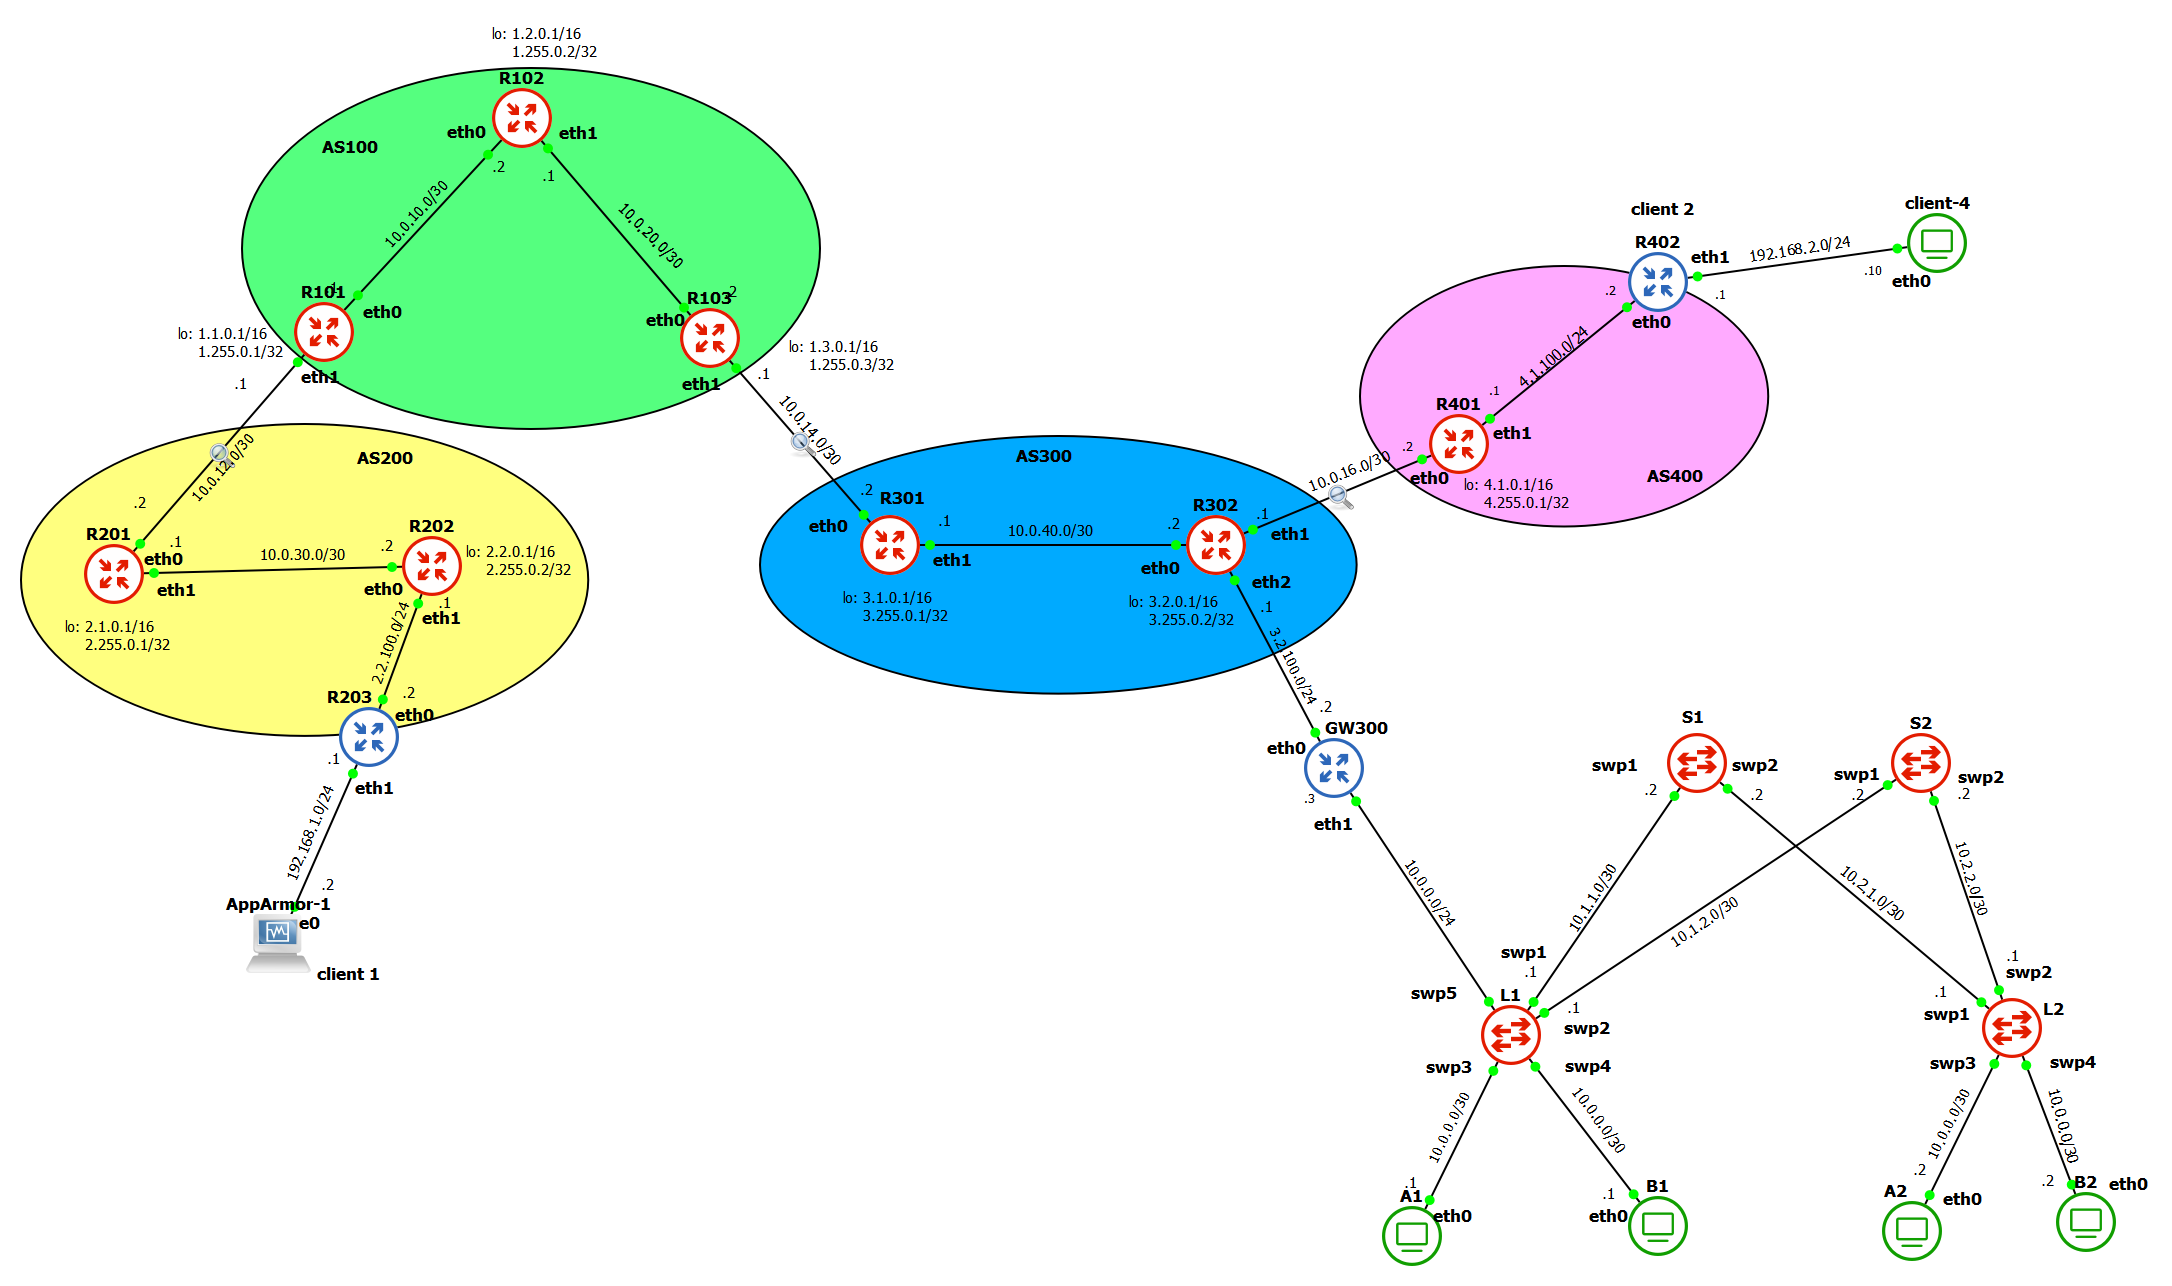 lo: 1.2.0.1/16
1.255.0.2/32
R102
eth0
eth1
AS100
.2
.1
10.0.10.0/30
10.0.20.0/30
R101
.1
eth0
R103
.2
eth0
lo: 1.1.0.1/16
1.255.0.1/32
eth1
.1
lo: 1.3.0.1/16
1.255.0.3/32
eth1
.1
10.0.12.0/30
10.0.14.0/30
AS200
.2
R201
.1
eth0
eth1
10.0.30.0/30
R202
.2
eth0
lo: 2.2.0.1/16
2.255.0.2/32
.1
eth1
lo: 2.1.0.1/16
2.255.0.1/32
2.2.100.0/24
R203
.2
eth0
.1
eth1
192.168.1.0/24
.2
AppArmor-1
e0
client 1
AS300
.2
R301
eth0
.1
eth1
10.0.40.0/30
R302
.2
eth0
.1
eth1
eth2
lo: 3.1.0.1/16
3.255.0.1/32
lo: 3.2.0.1/16
3.255.0.2/32
.1
3.2.100.0/24
.2
GW300
eth0
.3
eth1
10.0.16.0/30
client 2
R402
eth1
192.168.2.0/24
client-4
.10
eth0
.2
.1
eth0
4.1.100.0/24
R401
.1
eth1
.2
eth0
AS400
lo: 4.1.0.1/16
4.255.0.1/32
S1
S2
swp1
swp2
swp1
swp2
.2
.2
.2
.2
10.0.0.0/24
10.1.1.0/30
10.1.2.0/30
10.2.1.0/30
10.2.2.0/30
swp1
.1
swp5
L1
.1
swp2
.1
swp2
.1
swp1
L2
swp3
swp4
swp3
swp4
10.0.0.0/30
10.0.0.0/30
10.0.0.0/30
10.0.0.0/30
.1
A1
eth0
.1
B1
eth0
.2
A2
eth0
.2
B2
eth0